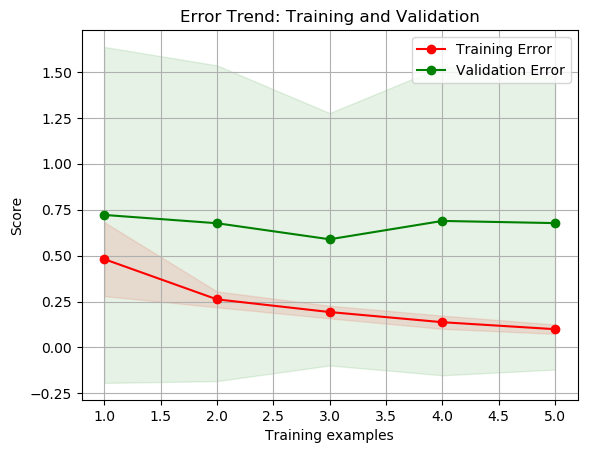 Error Trend: Training and Validation
Training Error
Validation Error
1.50
1.25
1.00
0.75
0.50
0.25
0.00
−0.25
Score
1.0 1.5 2.0 2.5 3.0 3.5 4.0 4.5 5.0
Training examples